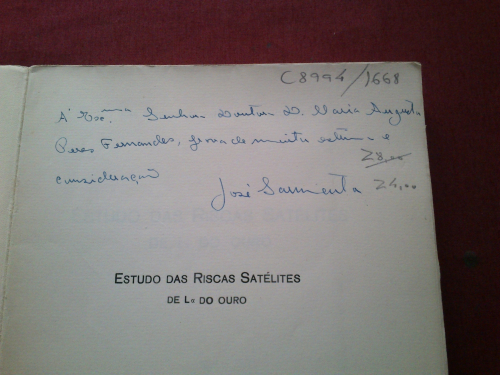 C8994/1668
À Ex.ma Senhora Doutora D. Maria Augusta
Peres Fernandes, prova de muita estima e
28,00
consideração
José Sarmento 24,00
ESTUDO DAS RISCAS SATÉLITES
DE Lα DO OURO